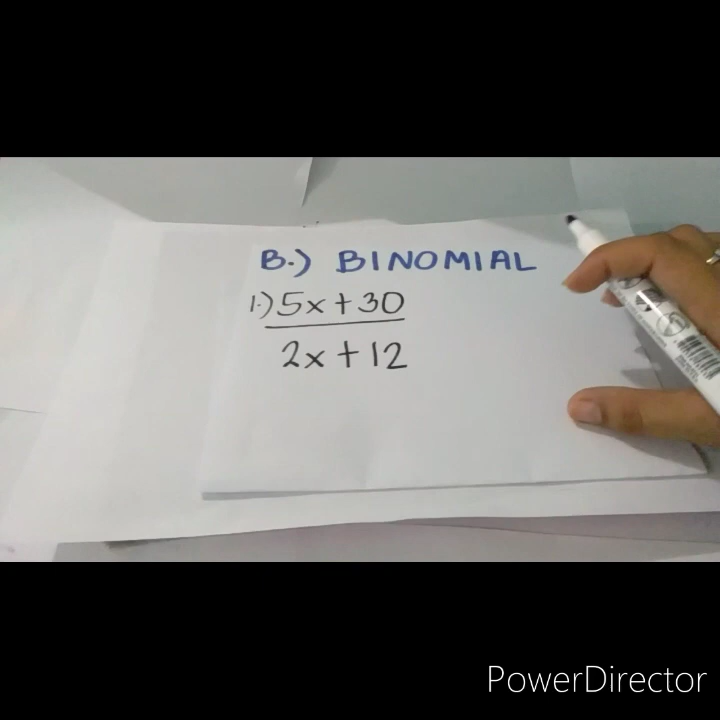 B.) BINOMIAL
1.) 5x + 30
2x + 12
PowerDirector